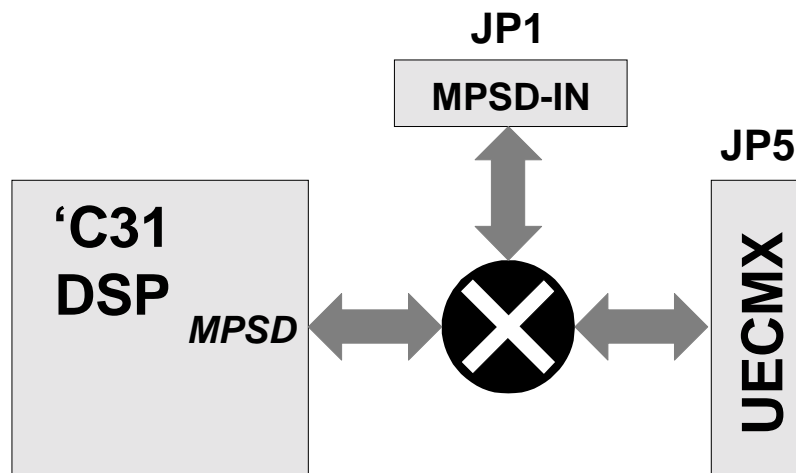 JP1
MPSD-IN
JP5
‘C31
DSP
MPSD
UECMX